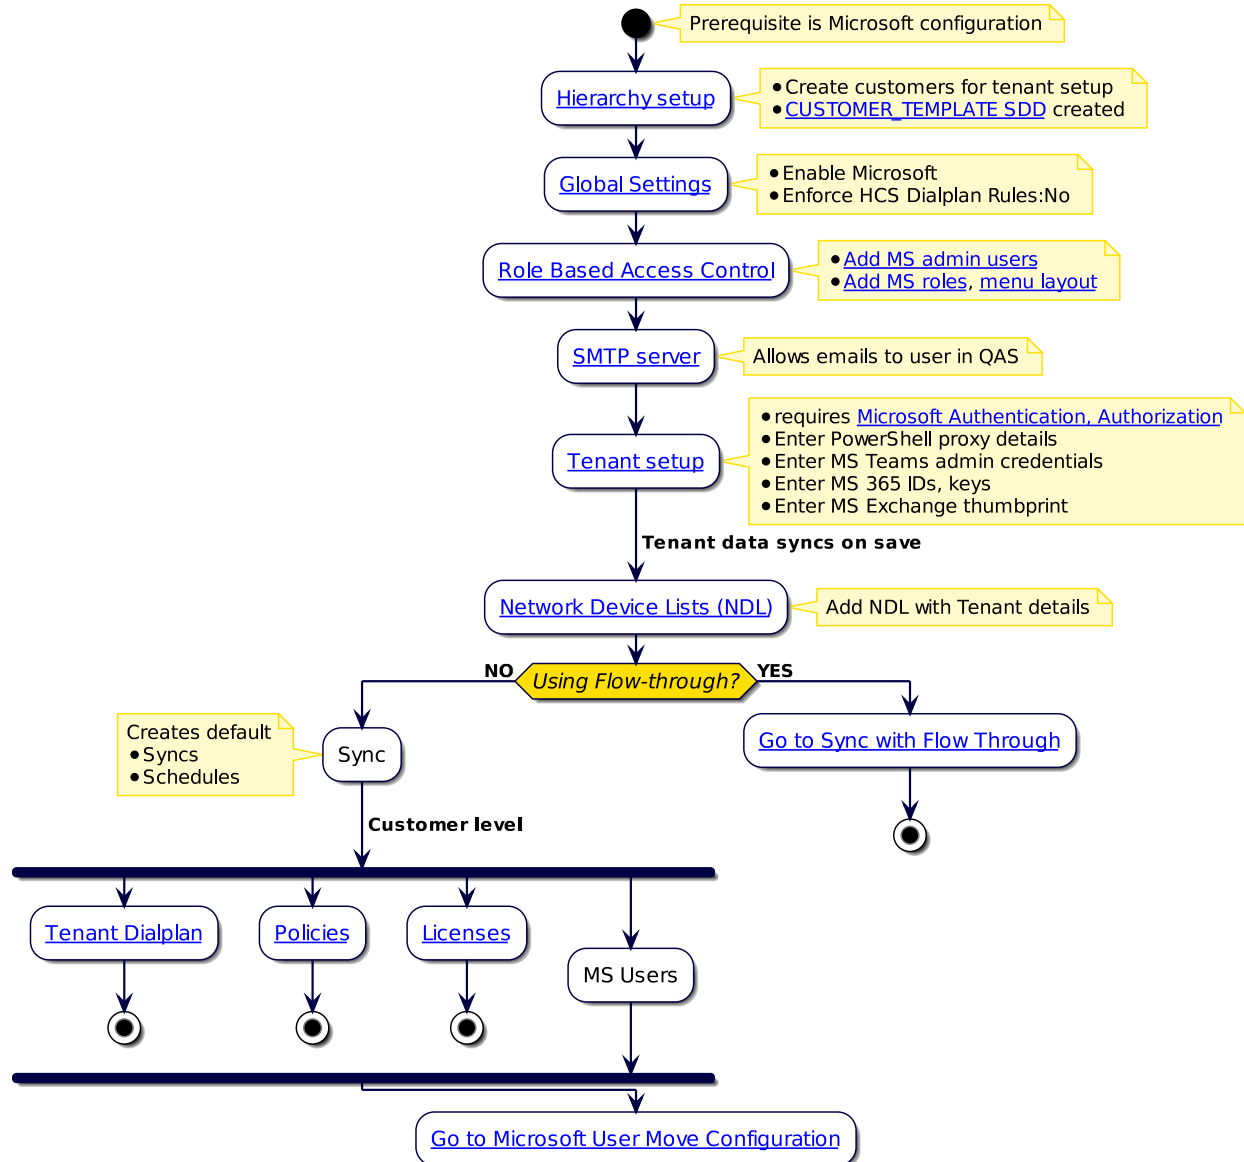 Prerequisite is Microsoft configuration
Hierarchy setup
•Create customers for tenant setup
•CUSTOMER_TEMPLATE SDD created
Global Settings
•Enable Microsoft
•Enforce HCS Dialplan Rules:No
Role Based Access Control
•Add MS admin users
•Add MS roles, menu layout
SMTP server
Allows emails to user in QAS
Tenant setup
•requires Microsoft Authentication, Authorization
•Enter PowerShell proxy details
•Enter MS Teams admin credentials
•Enter MS 365 IDs, keys
•Enter MS Exchange thumbprint
Tenant data syncs on save
Network Device Lists (NDL)
Add NDL with Tenant details
NO
Using Flow-through?
YES
Creates default
•Syncs
•Schedules
Sync
Go to Sync with Flow Through
Customer level
Tenant Dialplan
Policies
Licenses
MS Users
Go to Microsoft User Move Configuration